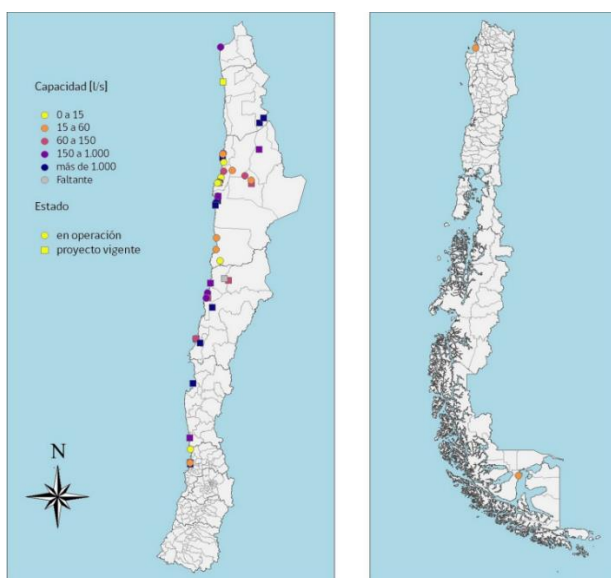 Capacidad [l/s]
0 a 15
15 a 60
60 a 150
150 a 1.000
más de 1.000
Faltante
Estado
en operación
proyecto vigente
N